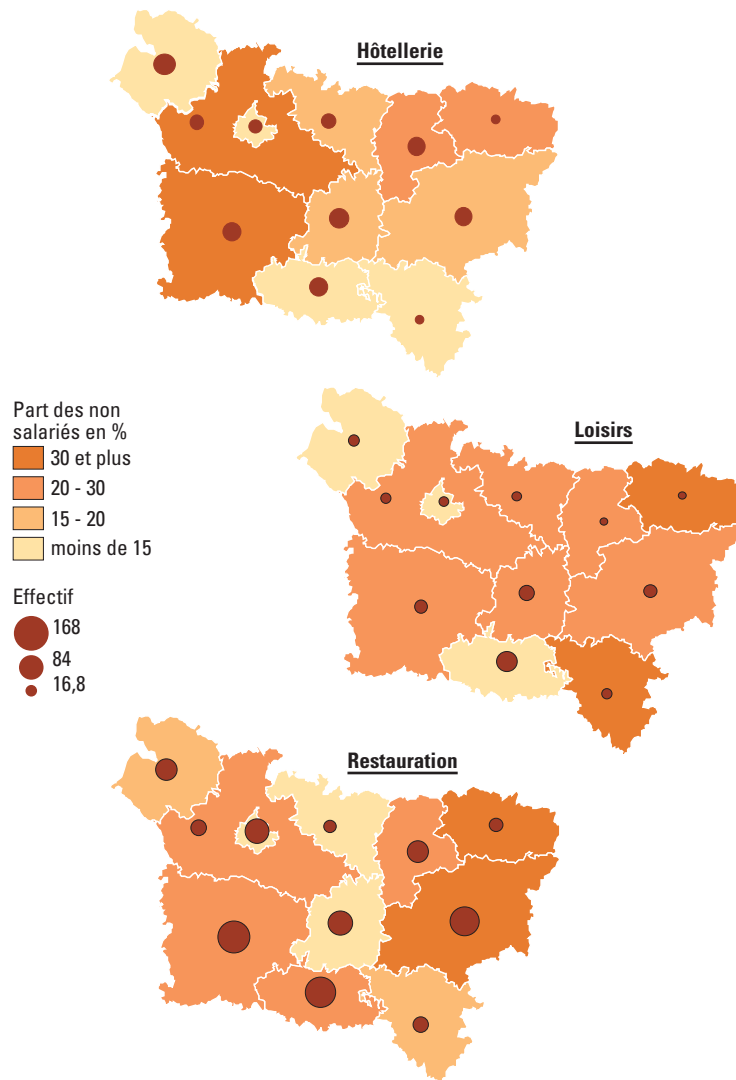 Hôtellerie
Part des non
salariés en %
30 et plus
20 - 30
15 - 20
moins de 15
Effectif
168
84
16,8
Loisirs
Restauration